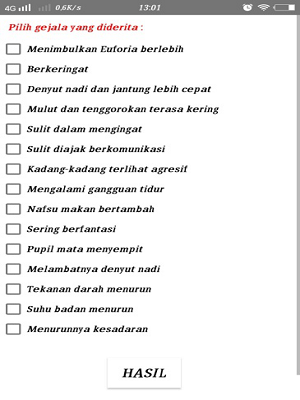 4G 0.6K/s 13:01
Pilih gejala yang diderita :
Menimbulkan Euforia berlebih
Berkeringat
Denyut nadi dan jantung lebih cepat
Mulut dan tenggorokan terasa kering
Sulit dalam mengingat
Sulit diajak berkomunikasi
Kadang-kadang terlihat agresif
Mengalami gangguan tidur
Nafsu makan bertambah
Sering berfantasi
Pupil mata menyempit
Melambatnya denyut nadi
Tekanan darah menurun
Suhu badan menurun
Menurunnya kesadaran
HASIL